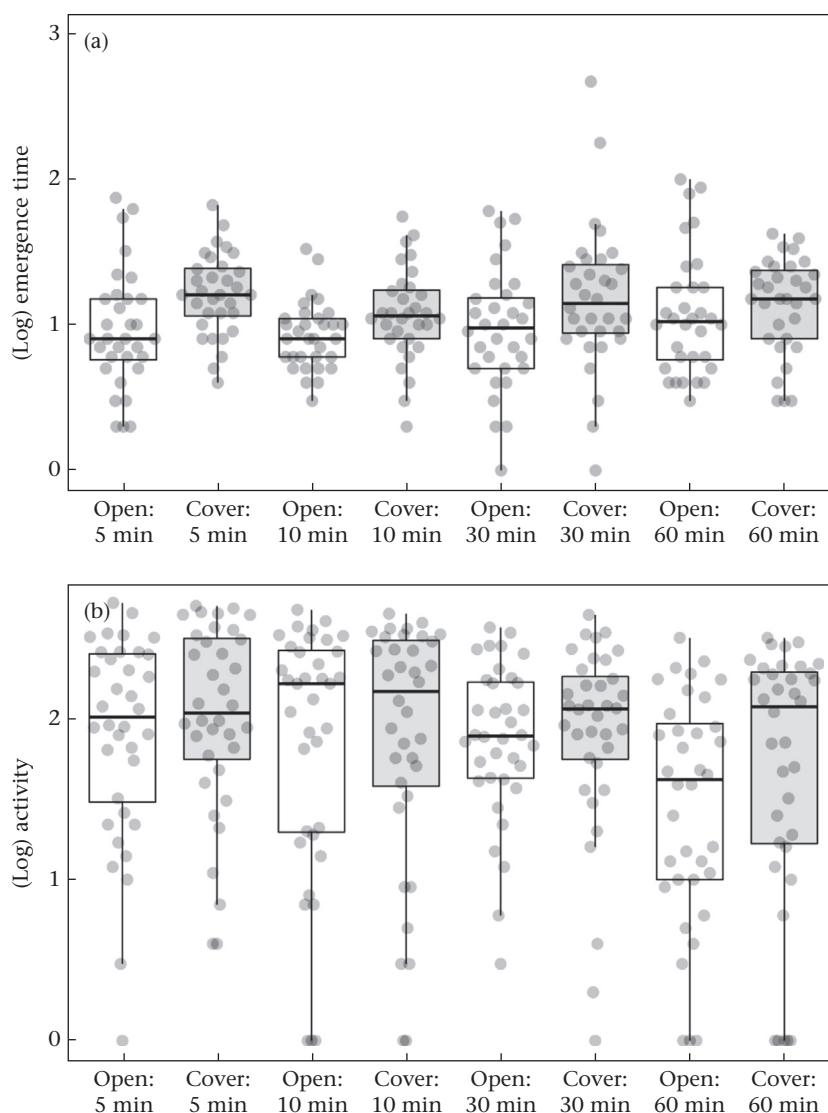 (a)
3
2
1
0
(Log) emergence time
Open: Cover: Open: Cover: Open: Cover: Open: Cover:
5 min 5 min 10 min 10 min 30 min 30 min 60 min 60 min
(b)
2
1
0
(Log) activity
Open: Cover: Open: Cover: Open: Cover: Open: Cover:
5 min 5 min 10 min 10 min 30 min 30 min 60 min 60 min